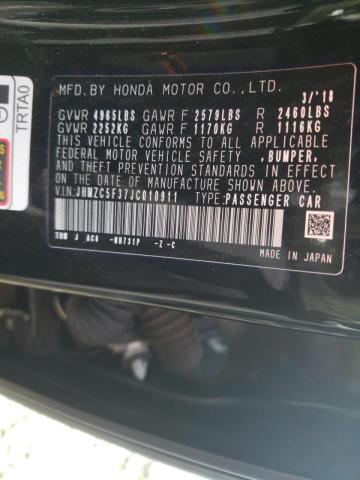 MFD.BY HONDA MOTOR CO.,LTD.
3/'18
GVWR 4965LBS GAWR F 2579LBS R 2460LBS
GVWR 2252KG GAWR F 1170KG R 1116KG
THIS VEHICLE CONFORMS TO ALL APPLICABLE
FEDERAL MOTOR VEHICLE SAFETY ,BUMPER,
AND THEFT PREVENTION STANDARDS IN EFFECT
ON THE DATE OF MANUFACTURE SHOWN ABOVE.
V.I.N:JHMZC5F37JC010911 TYPE:PASSENGER CAR
NH731P -Z -C
MADE IN JAPAN
TRTA0